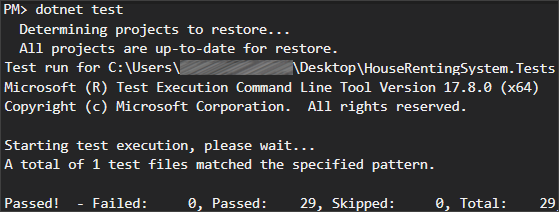 PM> dotnet test
Determining projects to restore...
All projects are up-to-date for restore.
Test run for C:\Users\ \Desktop\HouseRentingSystem.Tests
Microsoft (R) Test Execution Command Line Tool Version 17.8.0 (x64)
Copyright (c) Microsoft Corporation.  All rights reserved.
Starting test execution, please wait...
A total of 1 test files matched the specified pattern.
Passed!  - Failed:     0, Passed:    29, Skipped:     0, Total:    29